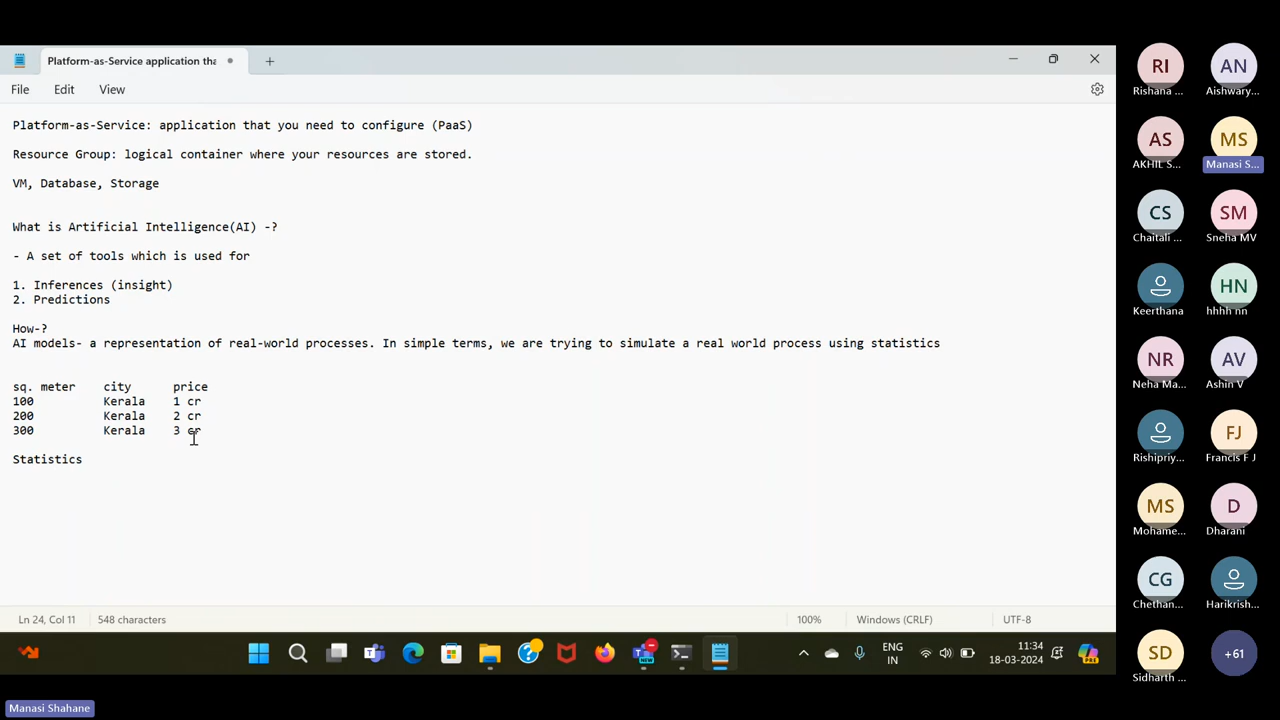 Platform-as-Service application tha
File Edit View
Platform-as-Service: application that you need to configure (PaaS)
Resource Group: logical container where your resources are stored.
VM, Database, Storage
What is Artificial Intelligence(AI) -?
- A set of tools which is used for
1. Inferences (insight)
2. Predictions
How-?
AI models- a representation of real-world processes. In simple terms, we are trying to simulate a real world process using statistics
sq. meter city price
100 Kerala 1 cr
200 Kerala 2 cr
300 Kerala 3 cr
Statistics
Ln 24, Col 11 548 characters 100% Windows (CRLF) UTF-8
NEW
ENG
IN
11:34
18-03-2024
PRE
Manasi Shahane
RI AN
Rishana ... Aishwary...
AS MS
AKHIL S... Manasi S...
CS SM
Chaitali ... Sneha MV
HN
Keerthana hhhh nn
NR AV
Neha Ma... Ashin V
FJ
Rishipriy... Francis F J
MS D
Mohame... Dharani
CG
Chethan... Harikrish...
SD +61
Sidharth ...